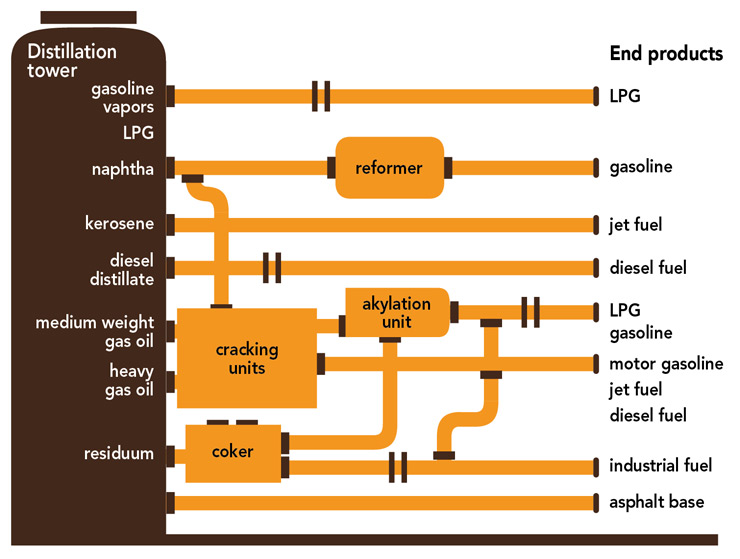 Distillation
tower
End products
gasoline
vapors
LPG
LPG
naphtha
reformer
gasoline
kerosene
jet fuel
diesel
distillate
diesel fuel
akylation
unit
LPG
gasoline
medium weight
gas oil
cracking
units
motor gasoline
jet fuel
diesel fuel
heavy
gas oil
residuum
coker
industrial fuel
asphalt base